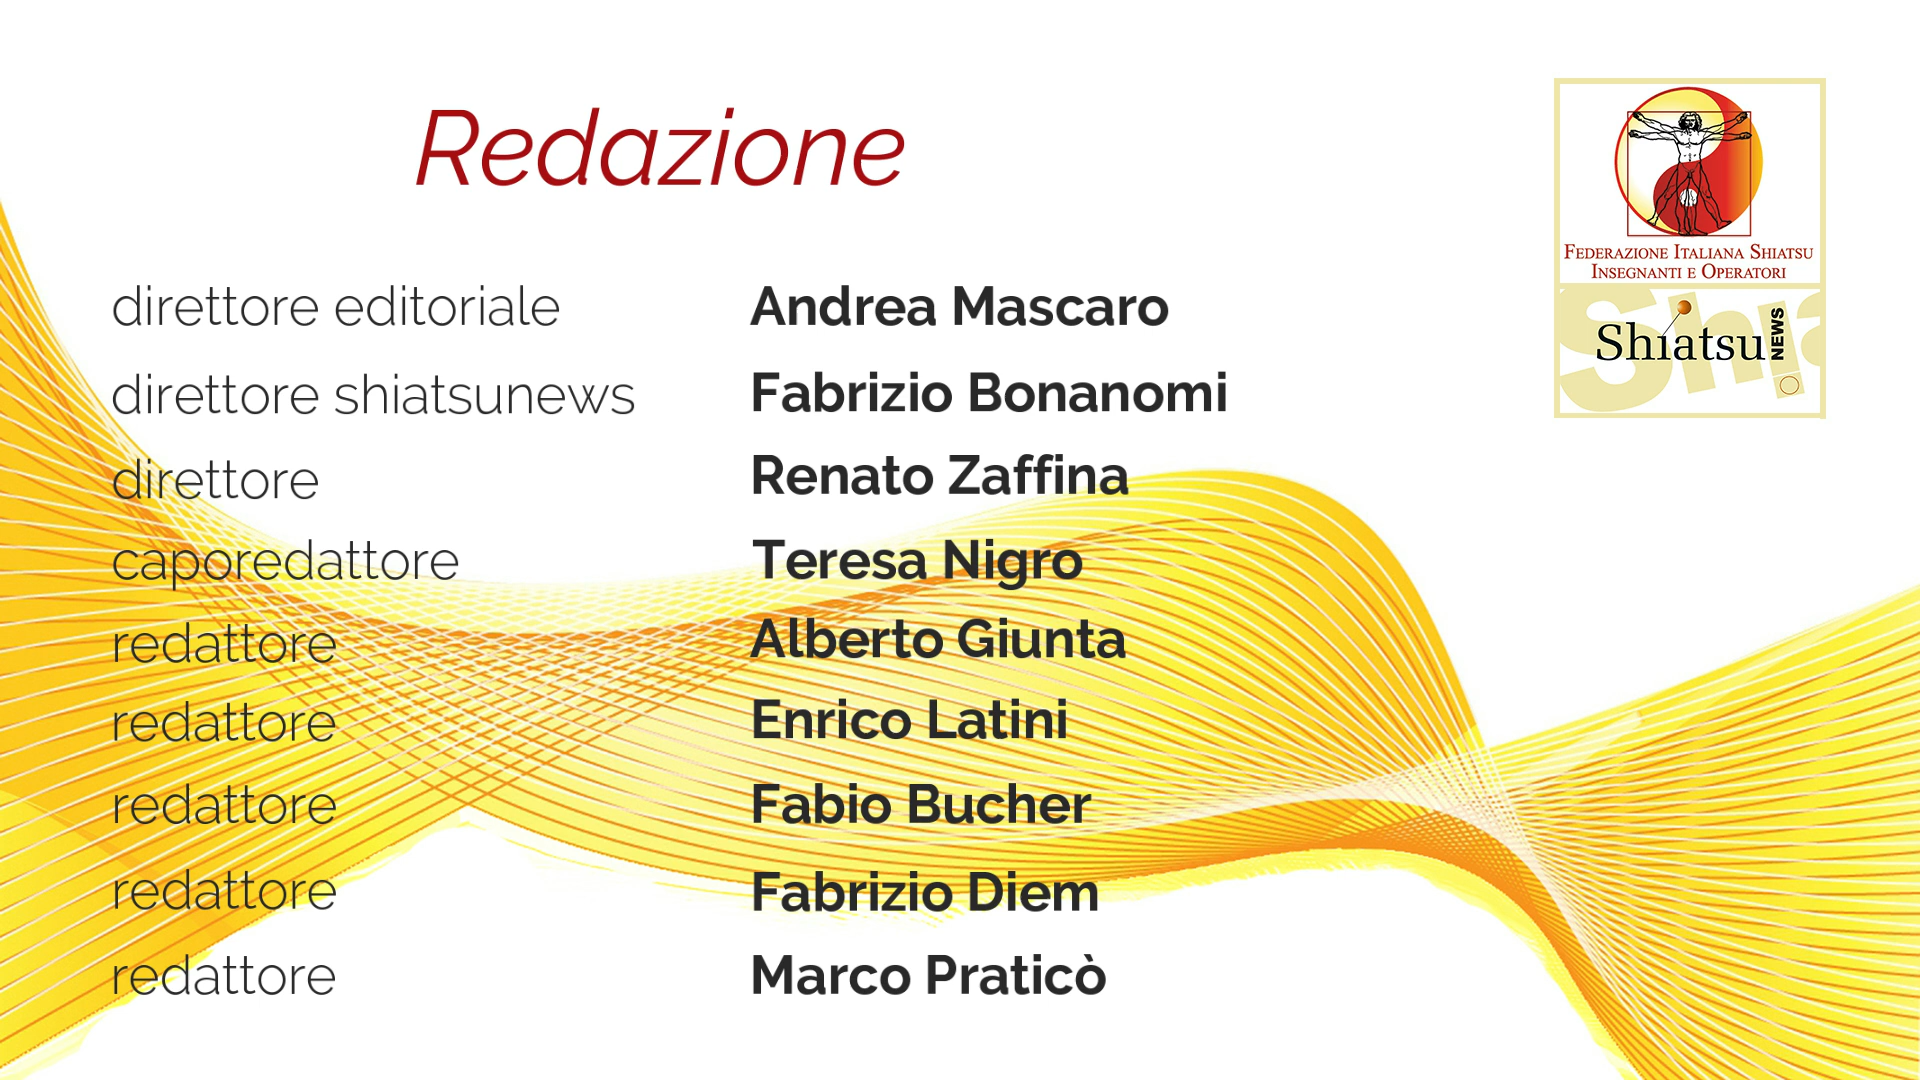 Redazione
direttore editoriale Andrea Mascaro
direttore shiatsunews Fabrizio Bonanomi
direttore Renato Zaffina
caporedattore Teresa Nigro
redattore Alberto Giunta
redattore Enrico Latini
redattore Fabio Bucher
redattore Fabrizio Diem
redattore Marco Praticò
Federazione Italiana Shiatsu
Insegnanti e Operatori
Shiatsu NEWS